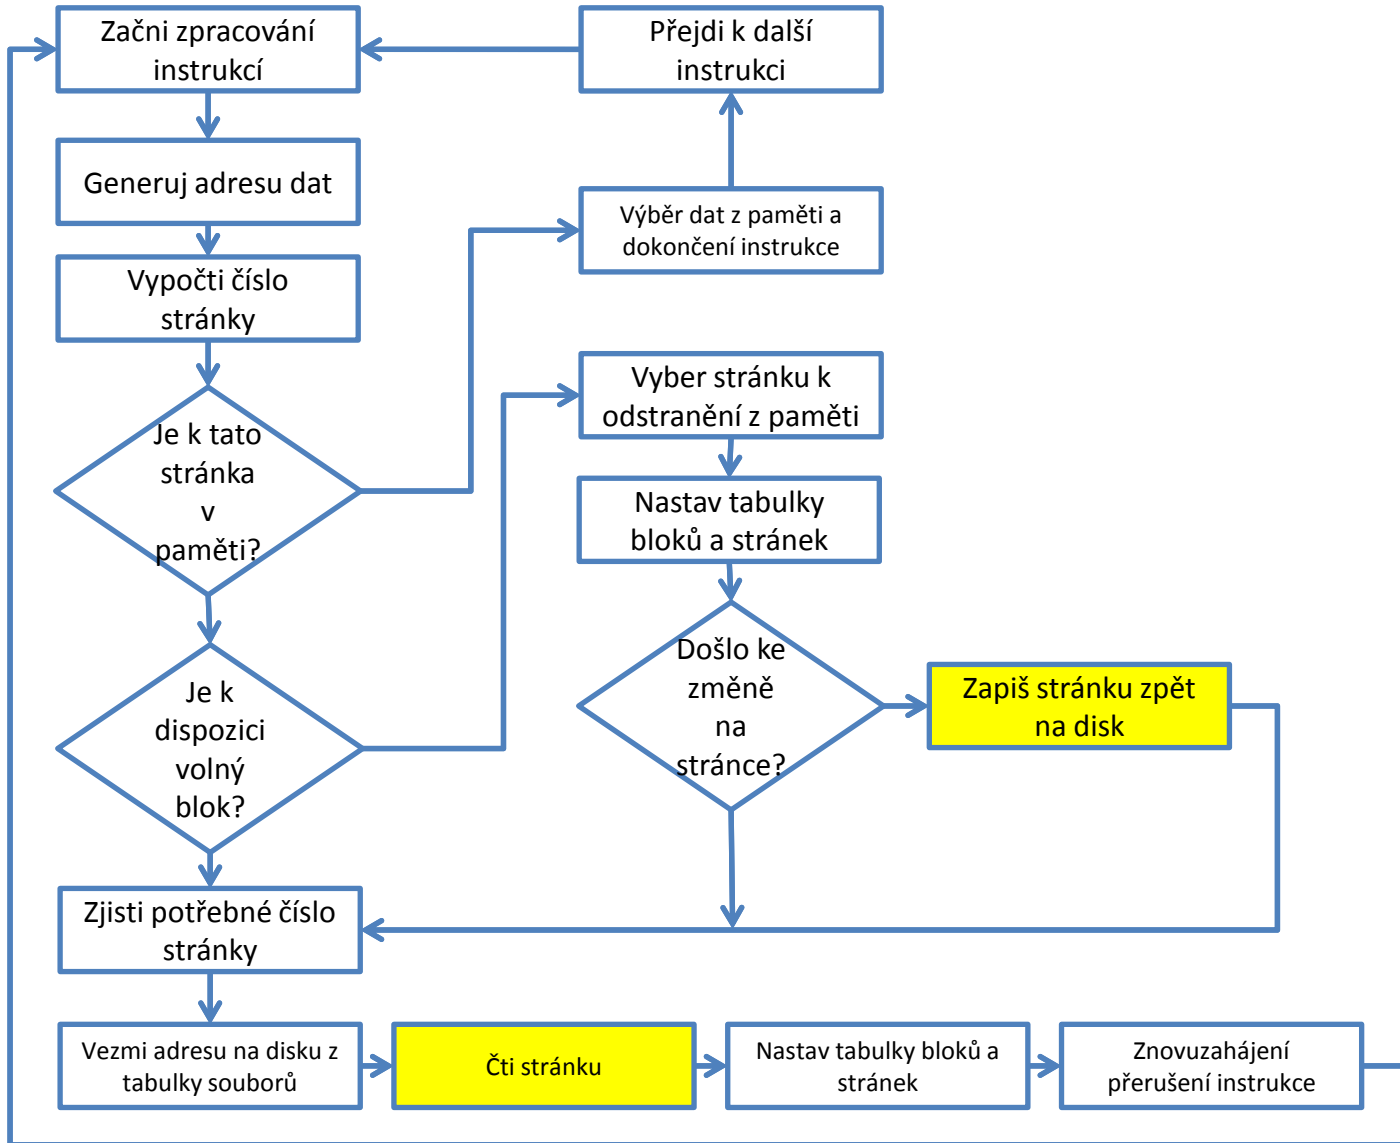 Začni zpracování
instrukcí
Přejdi k další
instrukci
Generuj adresu dat
Výběr dat z paměti a
dokončení instrukce
Vypočti číslo
stránky
Je k tato
stránka
v
paměti?
Vyber stránku k
odstranění z paměti
Nastav tabulky
bloků a stránek
Je k
dispozici
volný
blok?
Došlo ke
změně
na
stránce?
Zapiš stránku zpět
na disk
Zjisti potřebné číslo
stránky
Vezmi adresu na disku z
tabulky souborů
Čti stránku
Nastav tabulky bloků a
stránek
Znovuzahájení
přerušení instrukce